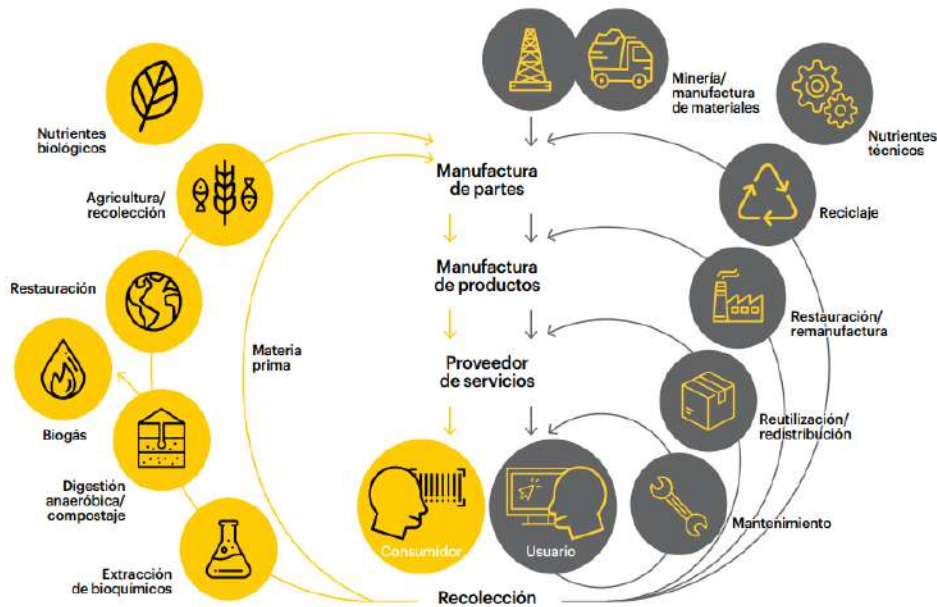 Nutrientes
biológicos
Agricultura/
recolección
Restauración
Biogás
Digestión
anaeróbica/
compostaje
Extracción
de bioquímicos
Materia
prima
Minería/
manufactura
de materiales
Nutrientes
técnicos
Manufactura
de partes
Manufactura
de productos
Proveedor
de servicios
Consumidor
Usuario
Recolección
Reciclaje
Restauración/
remanufactura
Reutilización/
redistribución
Mantenimiento